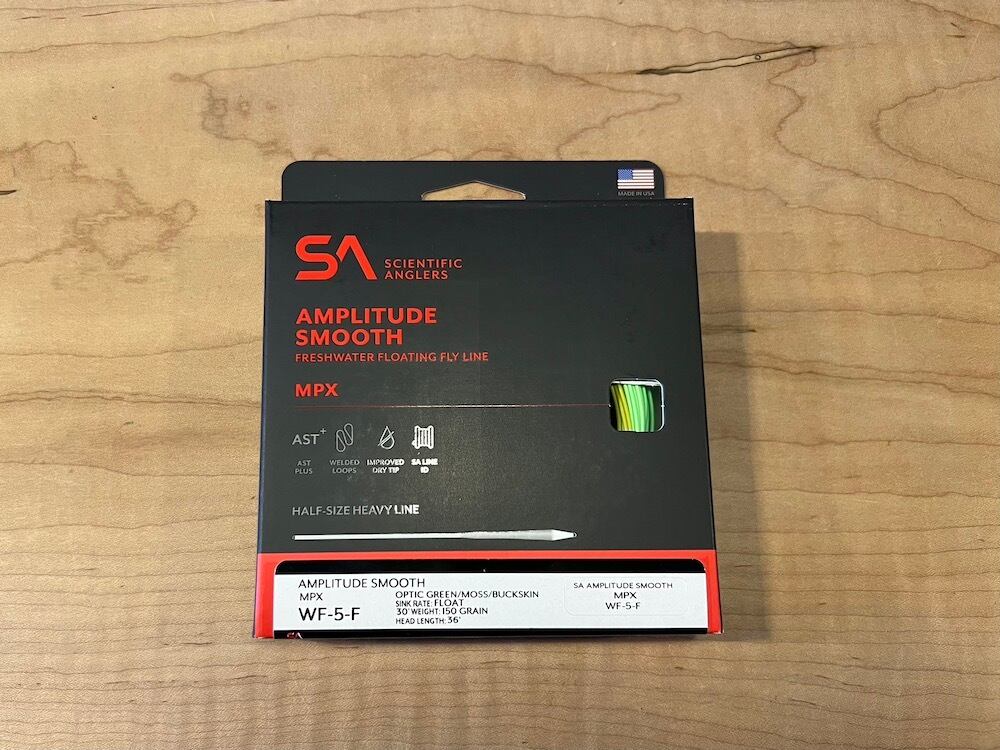 MADE IN USA
SA
SCIENTIFIC
ANGLERS
AMPLITUDE
SMOOTH
FRESHWATER FLOATING FLY LINE
MPX
AST+
AST
PLUS
WELDED
LOOPS
IMPROVED
DRY TIP
SA LINE
ID
HALF-SIZE HEAVY LINE
AMPLITUDE SMOOTH
MPX
WF-5-F
OPTIC GREEN/MOSS/BUCKSKIN
SINK RATE: FLOAT
30' WEIGHT: 150 GRAIN
HEAD LENGTH: 36'
SA AMPLITUDE SMOOTH
MPX
WF-5-F